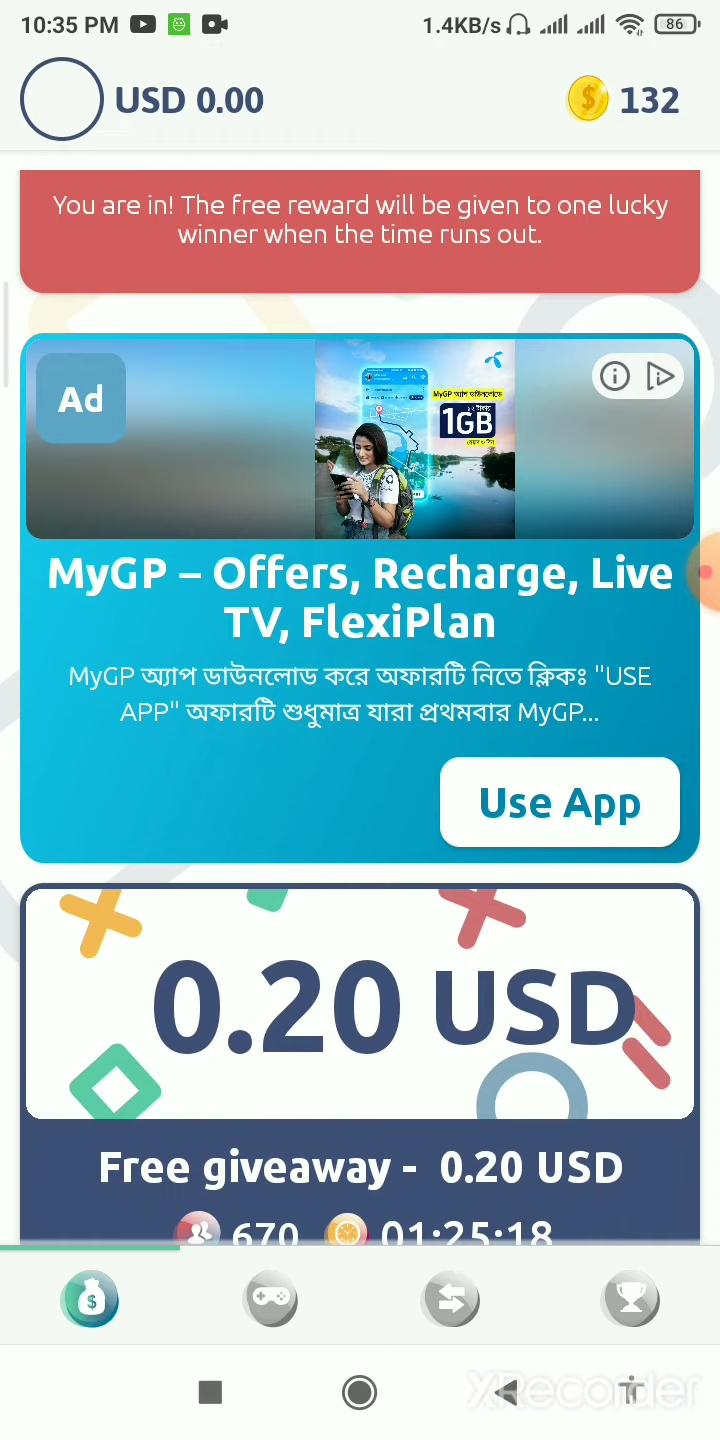 10:35 PM
1.4KB/s
86
USD 0.00
$ 132
You are in! The free reward will be given to one lucky
winner when the time runs out.
Ad
MyGP অ্যাপ ডাউনলোডে
১২ টাকায়
1GB
MyGP – Offers, Recharge, Live
TV, FlexiPlan
MyGP অ্যাপ ডাউনলোড করে অফারটি নিতে ক্লিকঃ "USE
APP" অফারটি শুধুমাত্র যারা প্রথমবার MyGP...
Use App
0.20 USD
Free giveaway - 0.20 USD
670 01:25:18
$
XRecorder